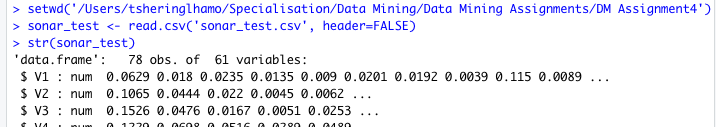 > setwd('/Users/tsheringlhamo/Specialisation/Data Mining/Data Mining Assignments/DM Assignment4')
> sonar_test <- read.csv('sonar_test.csv', header=FALSE)
> str(sonar_test)
'data.frame':   78 obs. of  61 variables:
 $ V1 : num  0.0629 0.018 0.0235 0.0135 0.009 0.0201 0.0192 0.0039 0.115 0.0089 ...
 $ V2 : num  0.1065 0.0444 0.022 0.0045 0.0062 ...
 $ V3 : num  0.1526 0.0476 0.0167 0.0051 0.0253 ...